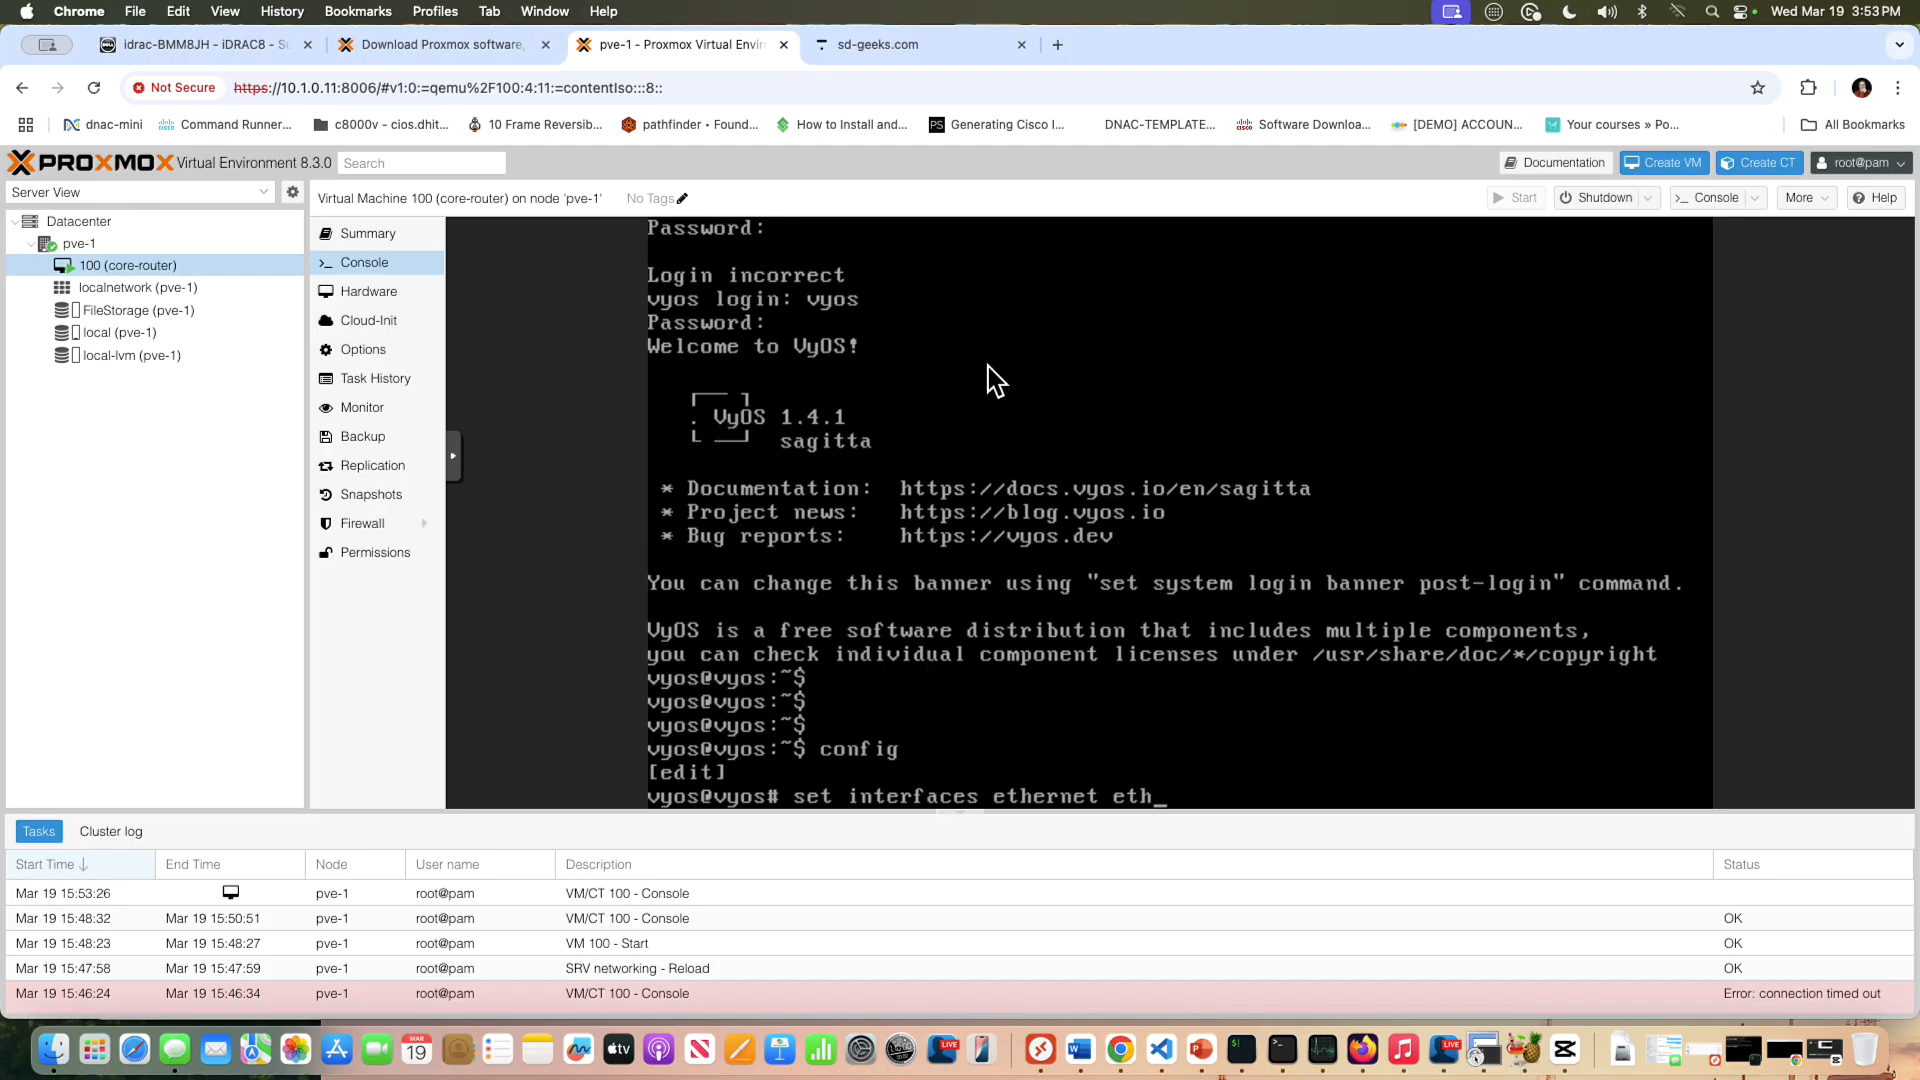 Chrome File Edit View History Bookmarks Profiles Tab Window Help
Wed Mar 19 3:53 PM
idrac-BMM8JH - iDRAC8 - Su
Download Proxmox software,
pve-1 - Proxmox Virtual Envir
sd-geeks.com
Not Secure https://10.1.0.11:8006/#v1:0:=qemu%2F100:4:11:=contentIso:::8::
dnac-mini
Command Runner...
c8000v - cios.dhit...
10 Frame Reversib...
pathfinder • Found...
How to Install and...
Generating Cisco I...
DNAC-TEMPLATE...
Software Downloa...
[DEMO] ACCOUN...
Your courses » Po...
All Bookmarks
PROXMOX Virtual Environment 8.3.0
Search
Documentation
Create VM
Create CT
root@pam
Server View
Datacenter
pve-1
100 (core-router)
localnetwork (pve-1)
FileStorage (pve-1)
local (pve-1)
local-lvm (pve-1)
Virtual Machine 100 (core-router) on node 'pve-1'
No Tags
Start
Shutdown
Console
More
Help
Summary
Console
Hardware
Cloud-Init
Options
Task History
Monitor
Backup
Replication
Snapshots
Firewall
Permissions
Password:
Login incorrect
vyos login: vyos
Password:
Welcome to VyOS!
. VyOS 1.4.1
sagitta
* Documentation: https://docs.vyos.io/en/sagitta
* Project news: https://blog.vyos.io
* Bug reports: https://vyos.dev
You can change this banner using "set system login banner post-login" command.
VyOS is a free software distribution that includes multiple components,
you can check individual component licenses under /usr/share/doc/*/copyright
vyos@vyos:~$
vyos@vyos:~$
vyos@vyos:~$
vyos@vyos:~$ config
[edit]
vyos@vyos# set interfaces ethernet eth_
Tasks
Cluster log
Start Time End Time Node User name Description Status
Mar 19 15:53:26 pve-1 root@pam VM/CT 100 - Console
Mar 19 15:48:32 Mar 19 15:50:51 pve-1 root@pam VM/CT 100 - Console OK
Mar 19 15:48:23 Mar 19 15:48:27 pve-1 root@pam VM 100 - Start OK
Mar 19 15:47:58 Mar 19 15:47:59 pve-1 root@pam SRV networking - Reload OK
Mar 19 15:46:24 Mar 19 15:46:34 pve-1 root@pam VM/CT 100 - Console Error: connection timed out
MAR
19
tv
LIVE
LIVE